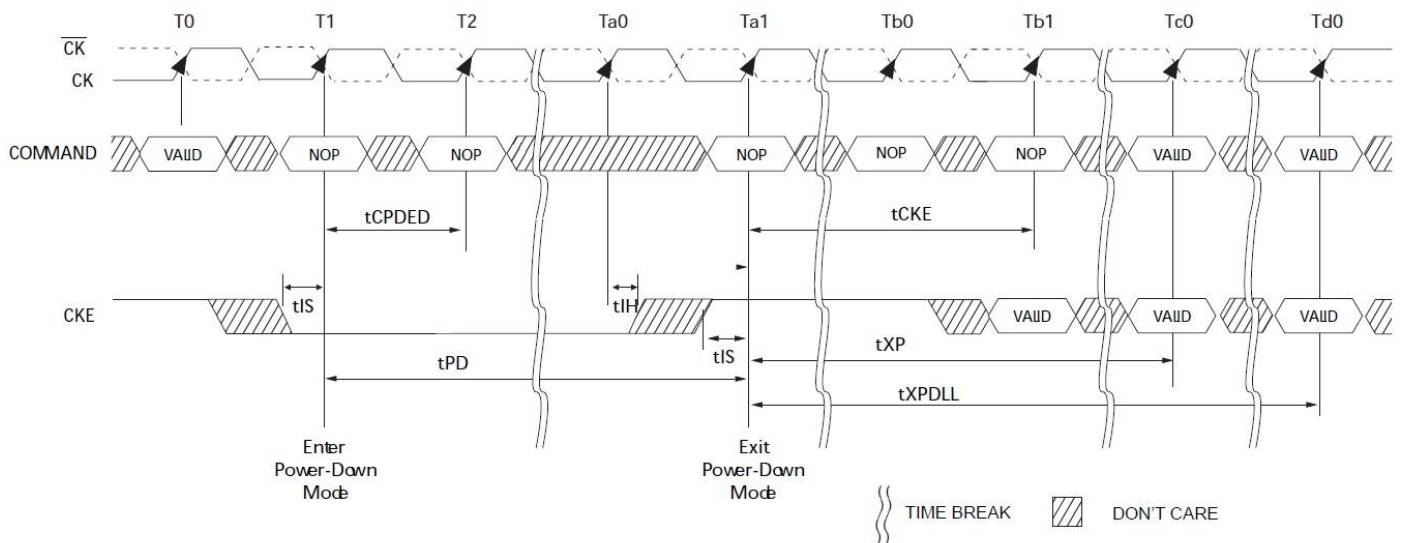 T0 T1 T2 Ta0 Ta1 Tb0 Tb1 Tc0 Td0
CK
CK
COMMAND VALID NOP NOP NOP NOP NOP VALID VALID
tCPDED tCKE
tIS tIH
CKE VALID VALID VALID
tIS tXP
tPD
tXPDLL
Enter
Power-Down
Mode
Exit
Power-Down
Mode
TIME BREAK DON'T CARE